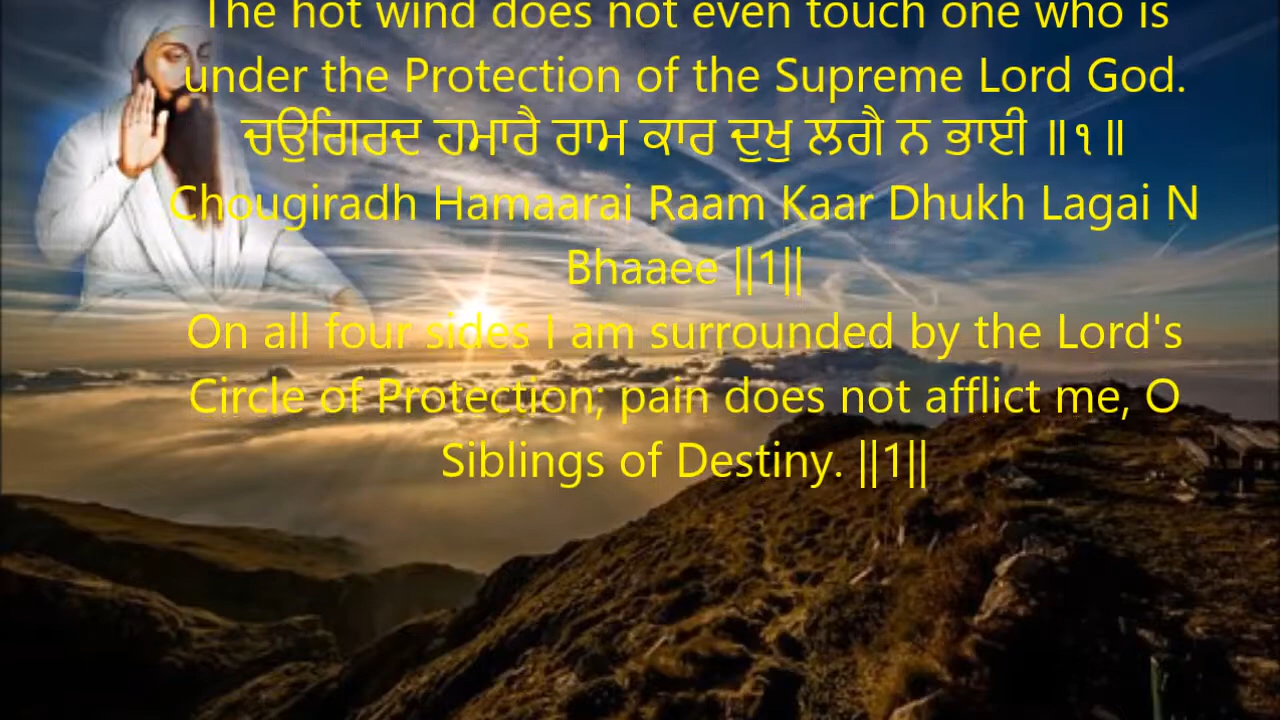 The hot wind does not even touch one who is
under the Protection of the Supreme Lord God.
ਚਉਗਿਰਦ ਹਮਾਰੈ ਰਾਮ ਕਾਰ ਦੁਖੁ ਲਗੈ ਨ ਭਾਈ ॥੧॥
Chougiradh Hamaarai Raam Kaar Dhukh Lagai N
Bhaaee ||1||
On all four sides I am surrounded by the Lord's
Circle of Protection; pain does not afflict me, O
Siblings of Destiny. ||1||